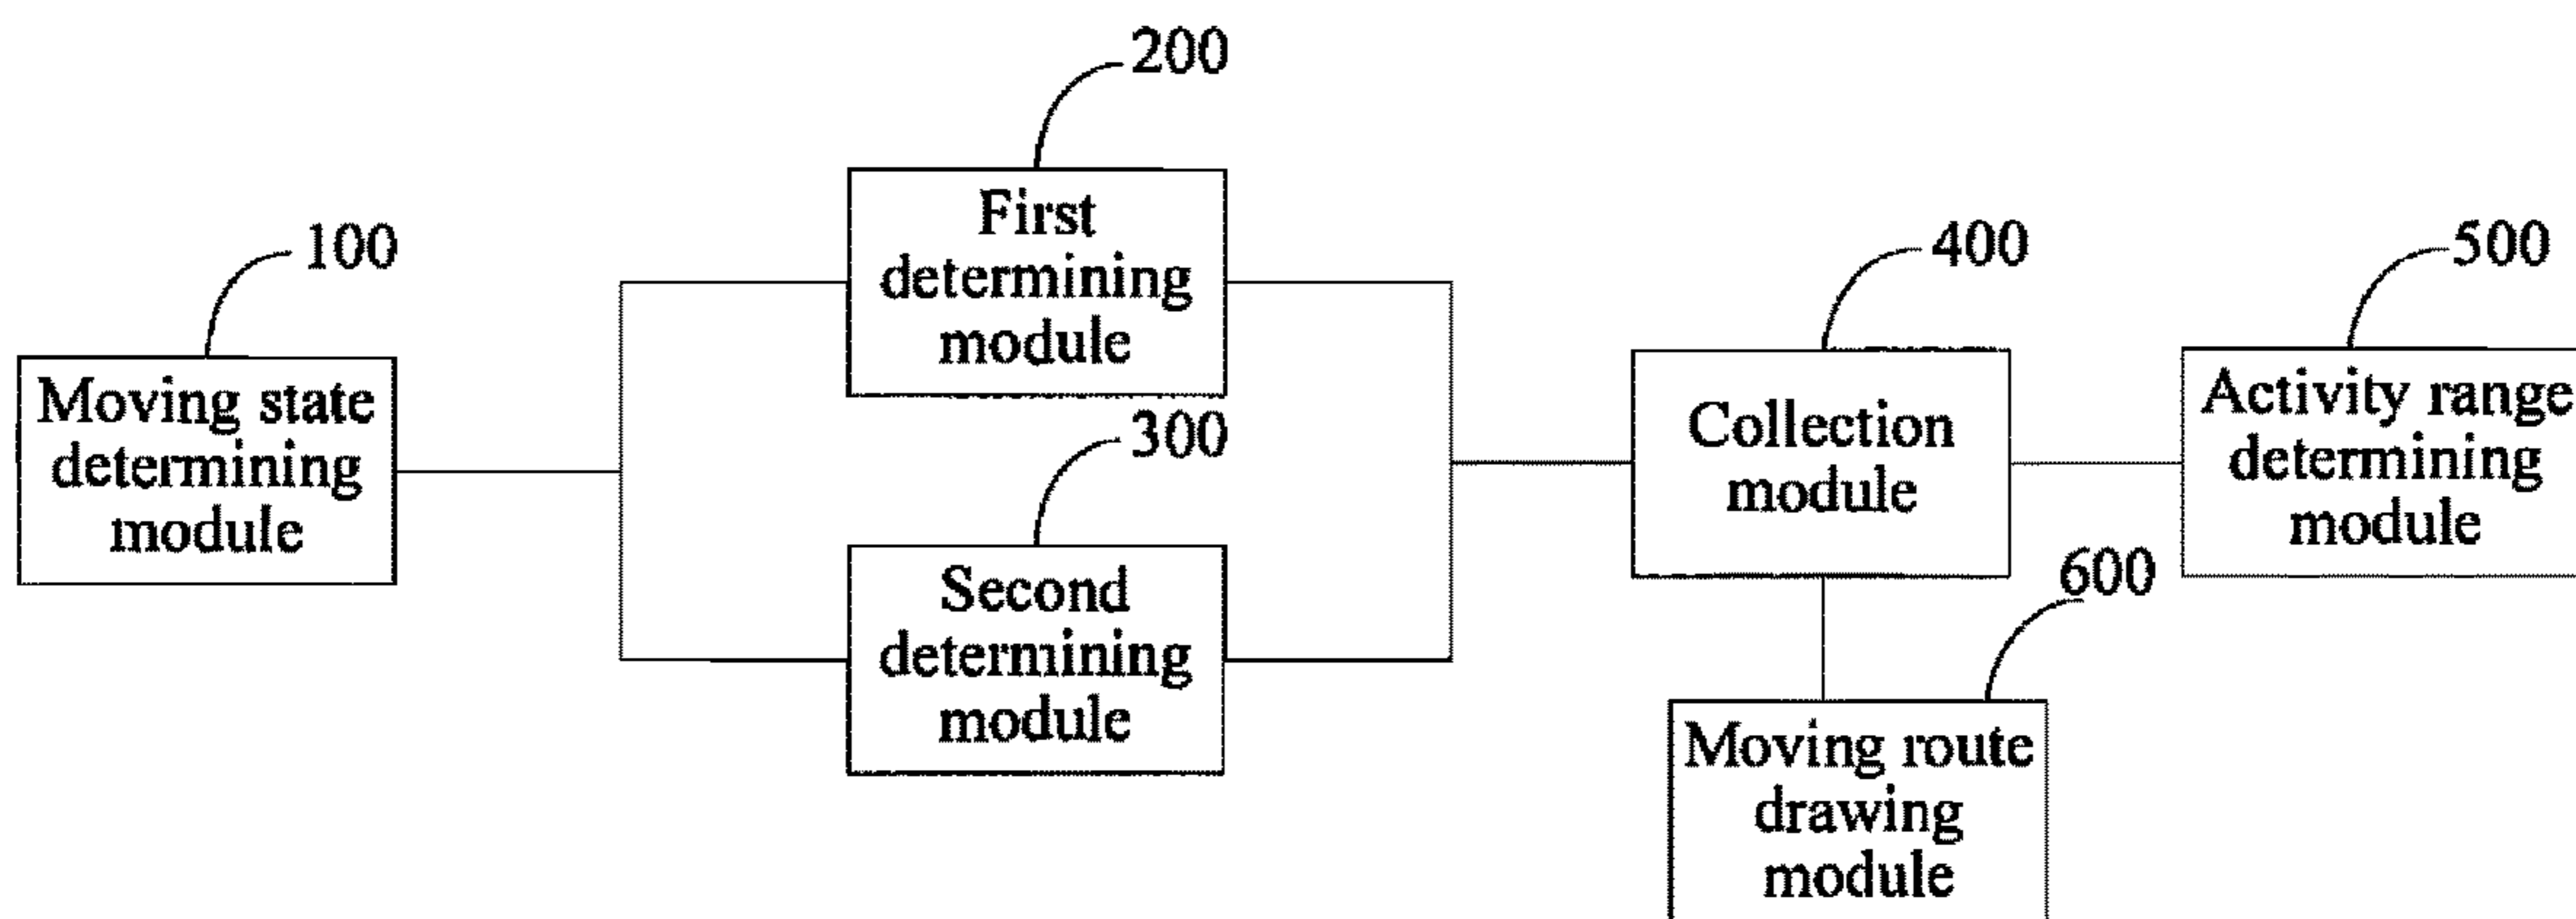 100
Moving state
determining
module
200
First
determining
module
300
Second
determining
module
400
Collection
module
500
Activity range
determining
module
600
Moving route
drawing
module